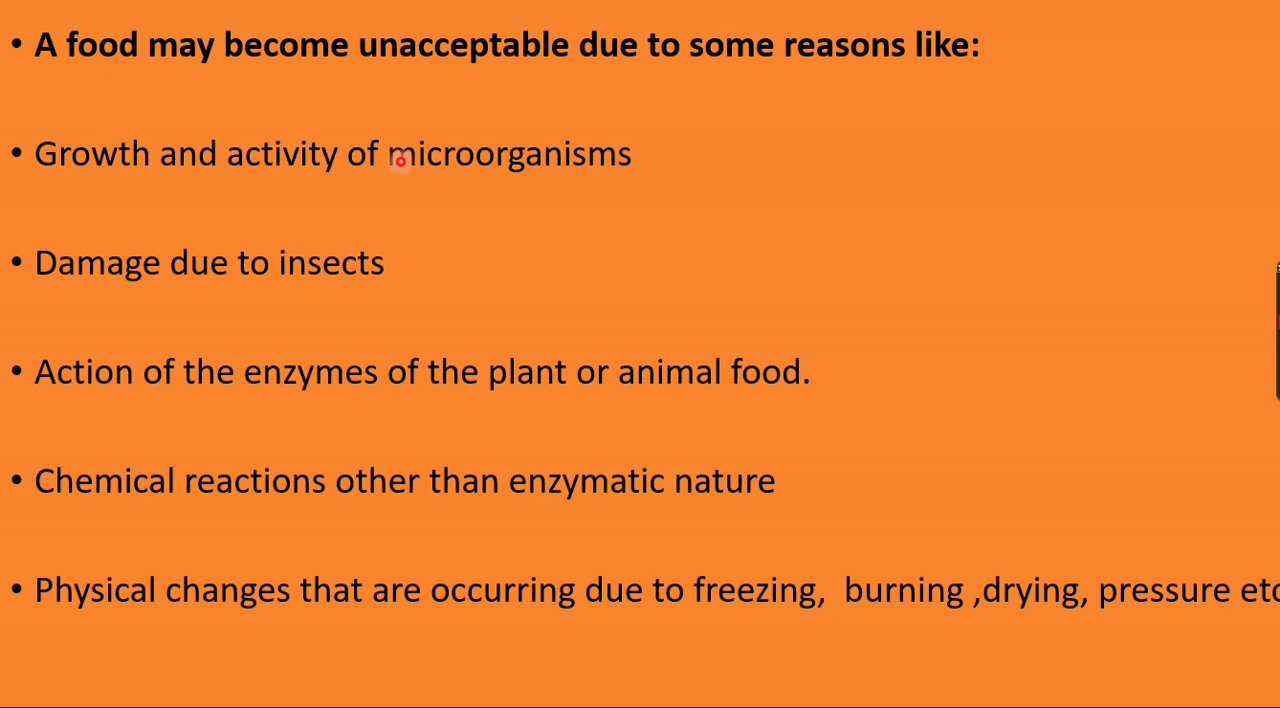 • A food may become unacceptable due to some reasons like:
• Growth and activity of microorganisms
• Damage due to insects
• Action of the enzymes of the plant or animal food.
• Chemical reactions other than enzymatic nature
• Physical changes that are occurring due to freezing,  burning ,drying, pressure etc